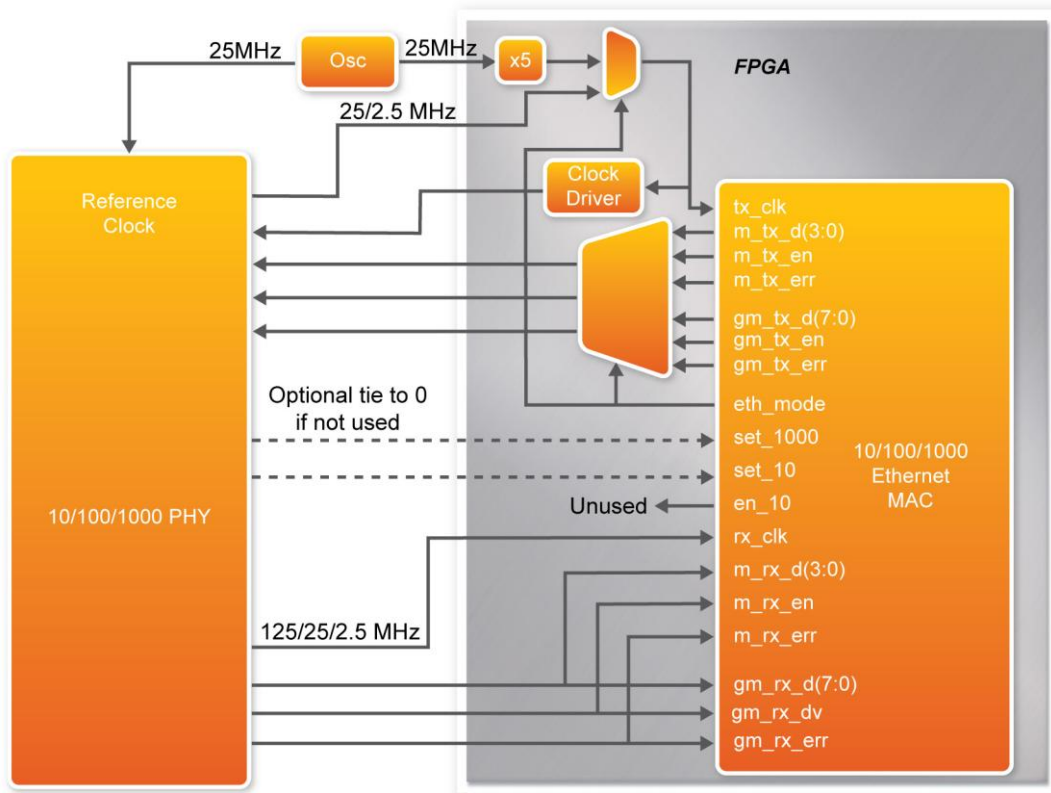 25MHz
Osc
25MHz
x5
FPGA
25/2.5 MHz
Reference
Clock
Clock
Driver
tx_clk
m_tx_d(3:0)
m_tx_en
m_tx_err
gm_tx_d(7:0)
gm_tx_en
gm_tx_err
eth_mode
Optional tie to 0
if not used
set_1000
set_10
10/100/1000
Ethernet
MAC
10/100/1000 PHY
Unused
en_10
rx_clk
m_rx_d(3:0)
m_rx_en
125/25/2.5 MHz
m_rx_err
gm_rx_d(7:0)
gm_rx_dv
gm_rx_err